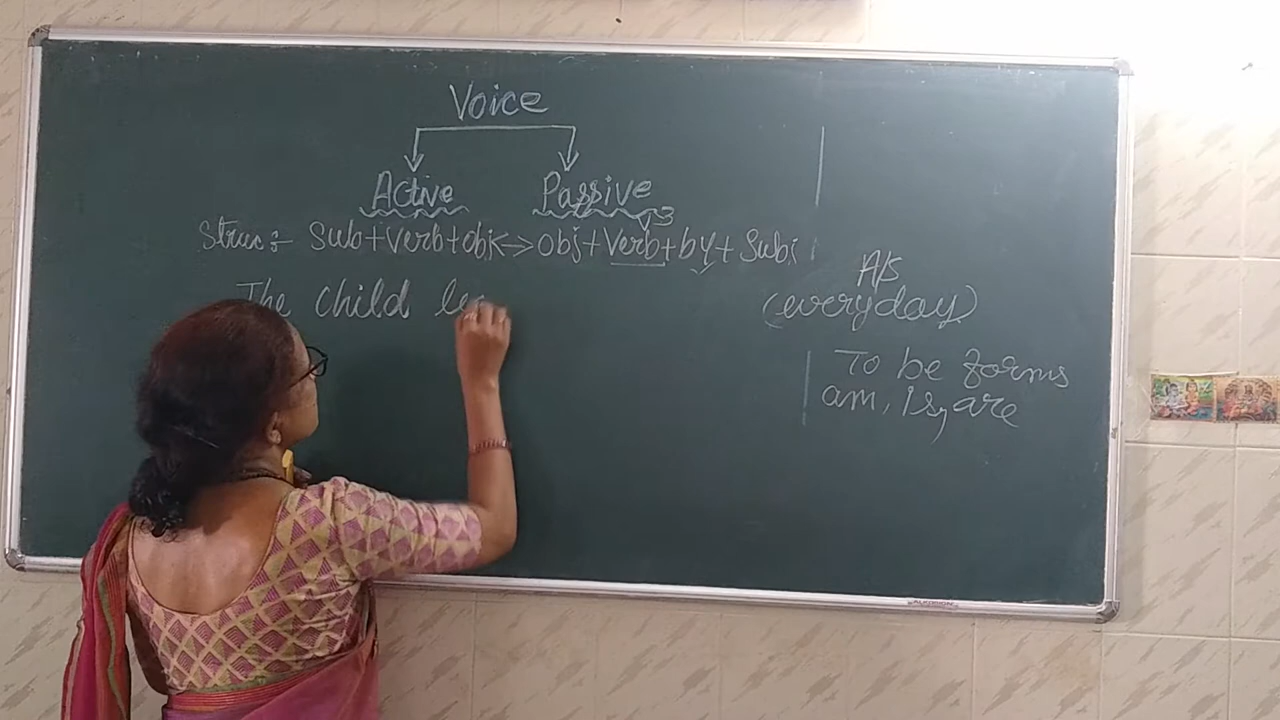 Voice
Active Passive
V3
Struc:- Sub+Verb+obj<->obj+Verb+by+Subj
The child
A/S
(everyday)
To be forms
am, is, are